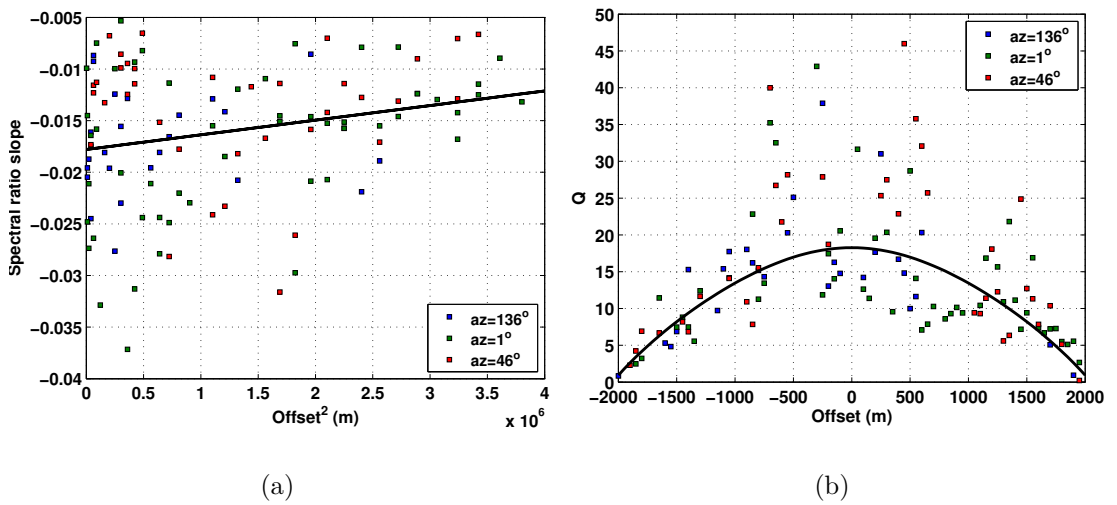 −0.005
−0.01
−0.015
−0.02
−0.025
−0.03
−0.035
−0.04
Spectral ratio slope
0 0.5 1 1.5 2 2.5 3 3.5 4
x 10⁶
Offset² (m)
az=136°
az=1°
az=46°
(a)
50
45
40
35
30
25
20
15
10
5
0
Q
−2000 −1500 −1000 −500 0 500 1000 1500 2000
Offset (m)
az=136°
az=1°
az=46°
(b)